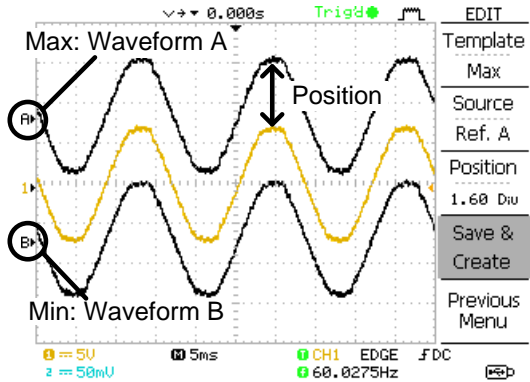 0.000s Trig'd EDIT
Max: Waveform A
Template
Max
Position
Source
Ref. A
A
Position
1.60 Div
1
Save &
Create
B
Min: Waveform B
Previous
Menu
1 5V M 5ms CH1 EDGE DC
2 50mV 60.0275Hz